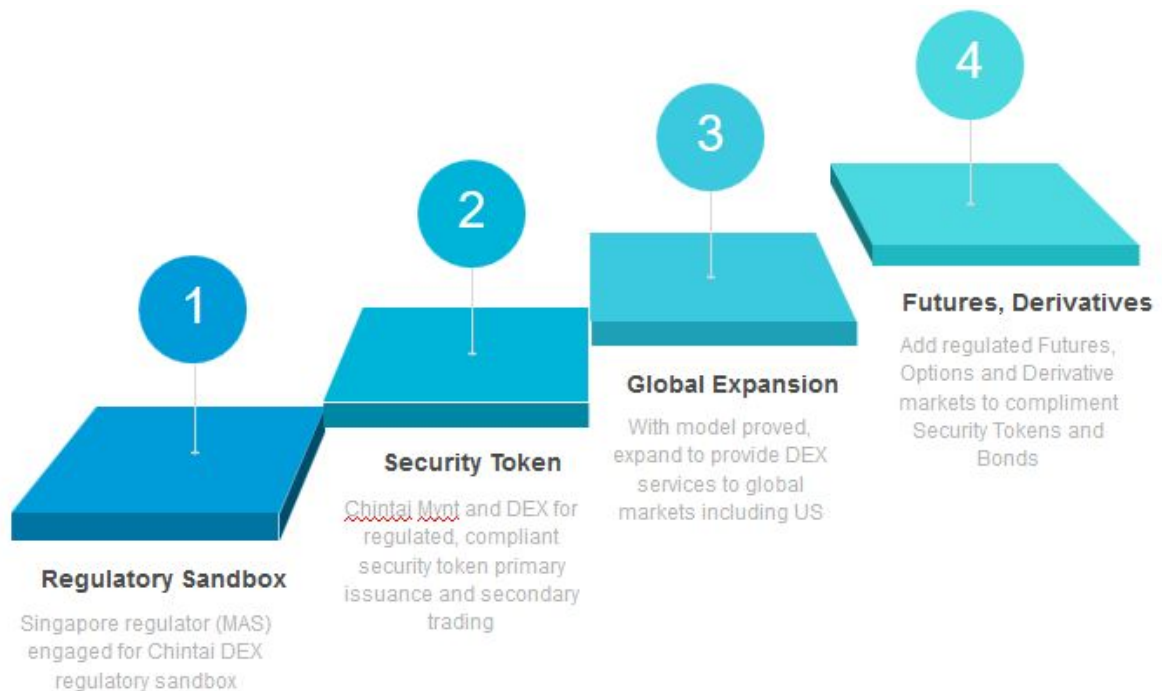 1
Regulatory Sandbox
Singapore regulator (MAS)
engaged for Chintai DEX
regulatory sandbox
2
Security Token
Chintai Mvnt and DEX for
regulated, compliant
security token primary
issuance and secondary
trading
3
Global Expansion
With model proved,
expand to provide DEX
services to global
markets including US
4
Futures, Derivatives
Add regulated Futures,
Options and Derivative
markets to compliment
Security Tokens and
Bonds